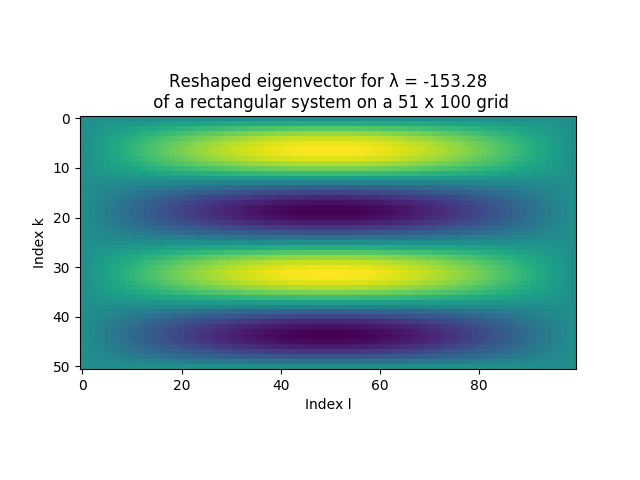 Reshaped eigenvector for λ = -153.28
of a rectangular system on a 51 x 100 grid
0
10
20
30
40
50
Index k
0 20 40 60 80
Index l